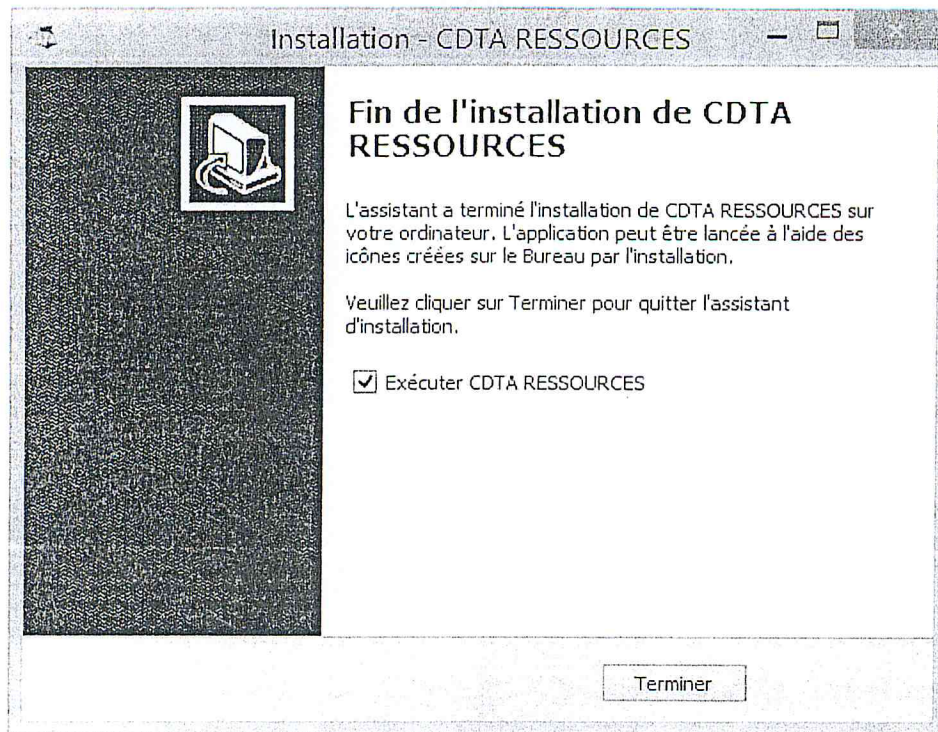 Installation - CDTA RESSOURCES
Fin de l'installation de CDTA
RESSOURCES
L'assistant a terminé l'installation de CDTA RESSOURCES sur
votre ordinateur. L'application peut être lancée à l'aide des
icônes créées sur le Bureau par l'installation.
Veuillez cliquer sur Terminer pour quitter l'assistant
d'installation.
Exécuter CDTA RESSOURCES
Terminer